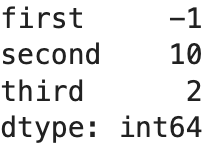 first     -1
second    10
third      2
dtype: int64